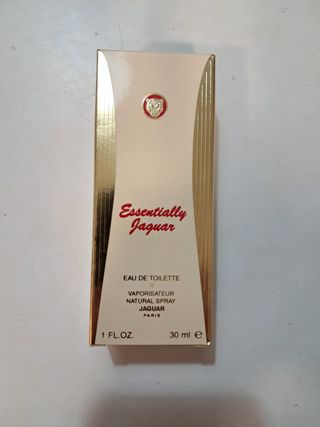 Essentially
Jaguar
EAU DE TOILETTE
VAPORISATEUR
NATURAL SPRAY
JAGUAR
PARIS
1 FL.OZ. 30 ml ℮